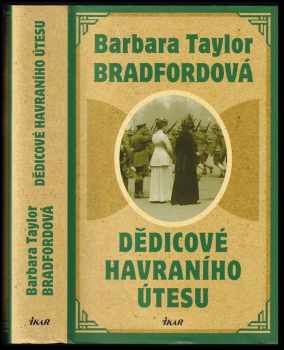 DĚDICOVÉ HAVRANÍHO ÚTESU
Barbara Taylor
BRADFORDOVÁ
IKAR
Barbara Taylor
BRADFORDOVÁ
DĚDICOVÉ
HAVRANÍHO
ÚTESU
IKAR